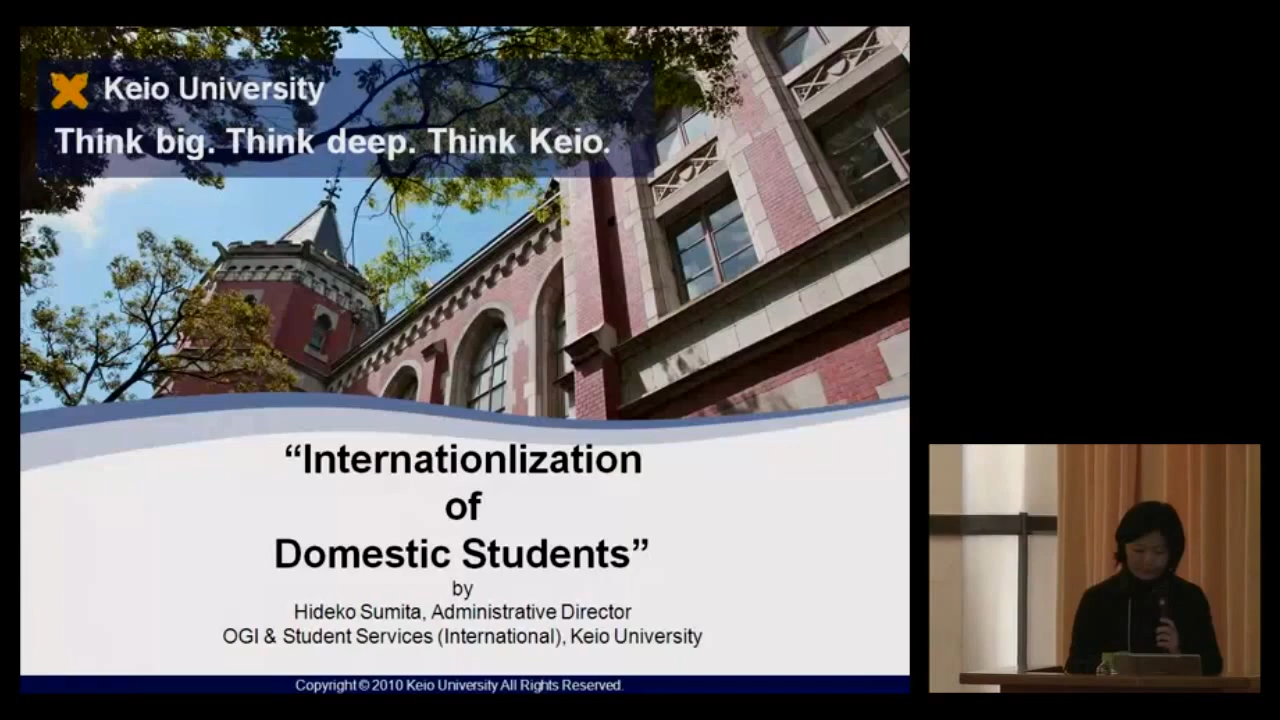 Keio University
Think big. Think deep. Think Keio.
“Internationlization
of
Domestic Students”
by
Hideko Sumita, Administrative Director
OGI & Student Services (International), Keio University
Copyright © 2010 Keio University All Rights Reserved.